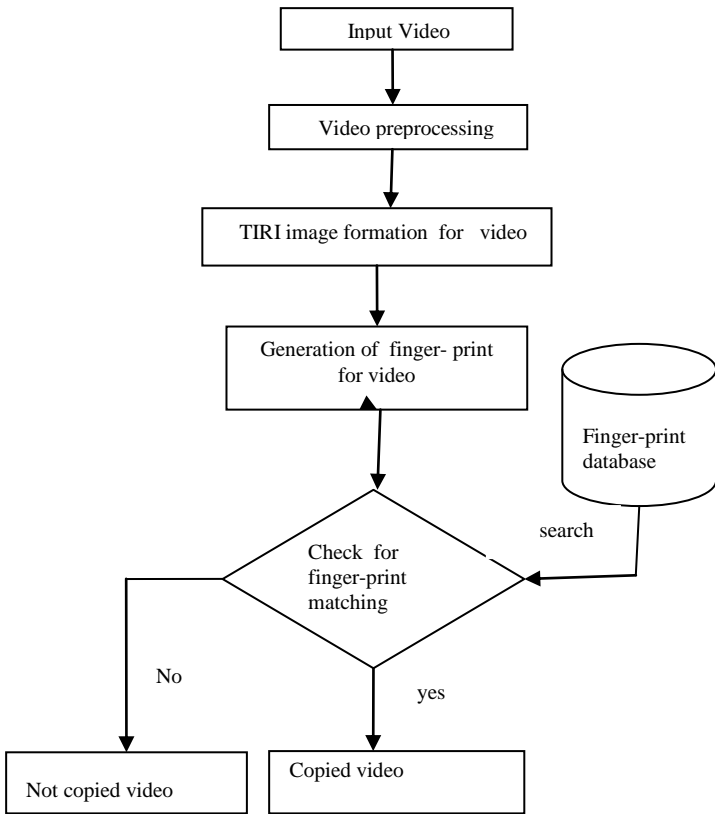 Input Video
Video preprocessing
TIRI image formation for video
Generation of finger- print
for video
Finger-print
database
search
Check for
finger-print
matching
No
yes
Not copied video
Copied video